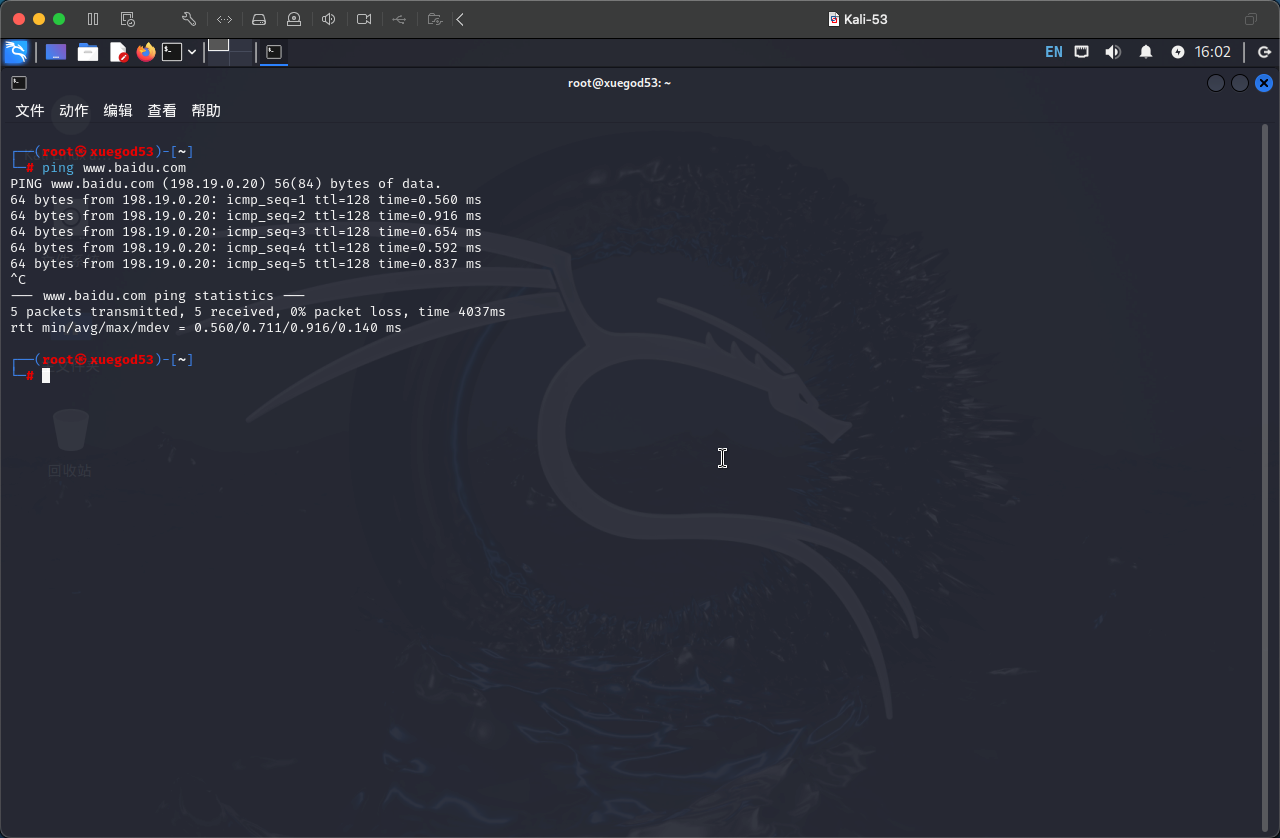 Kali-53
EN
16:02
root@xuegod53: ~
文件 动作 编辑 查看 帮助
┌──(root㉿xuegod53)-[~]
└─# ping www.baidu.com
PING www.baidu.com (198.19.0.20) 56(84) bytes of data.
64 bytes from 198.19.0.20: icmp_seq=1 ttl=128 time=0.560 ms
64 bytes from 198.19.0.20: icmp_seq=2 ttl=128 time=0.916 ms
64 bytes from 198.19.0.20: icmp_seq=3 ttl=128 time=0.654 ms
64 bytes from 198.19.0.20: icmp_seq=4 ttl=128 time=0.592 ms
64 bytes from 198.19.0.20: icmp_seq=5 ttl=128 time=0.837 ms
^C
--- www.baidu.com ping statistics ---
5 packets transmitted, 5 received, 0% packet loss, time 4037ms
rtt min/avg/max/mdev = 0.560/0.711/0.916/0.140 ms
┌──(root㉿xuegod53)-[~]
└─#
回收站